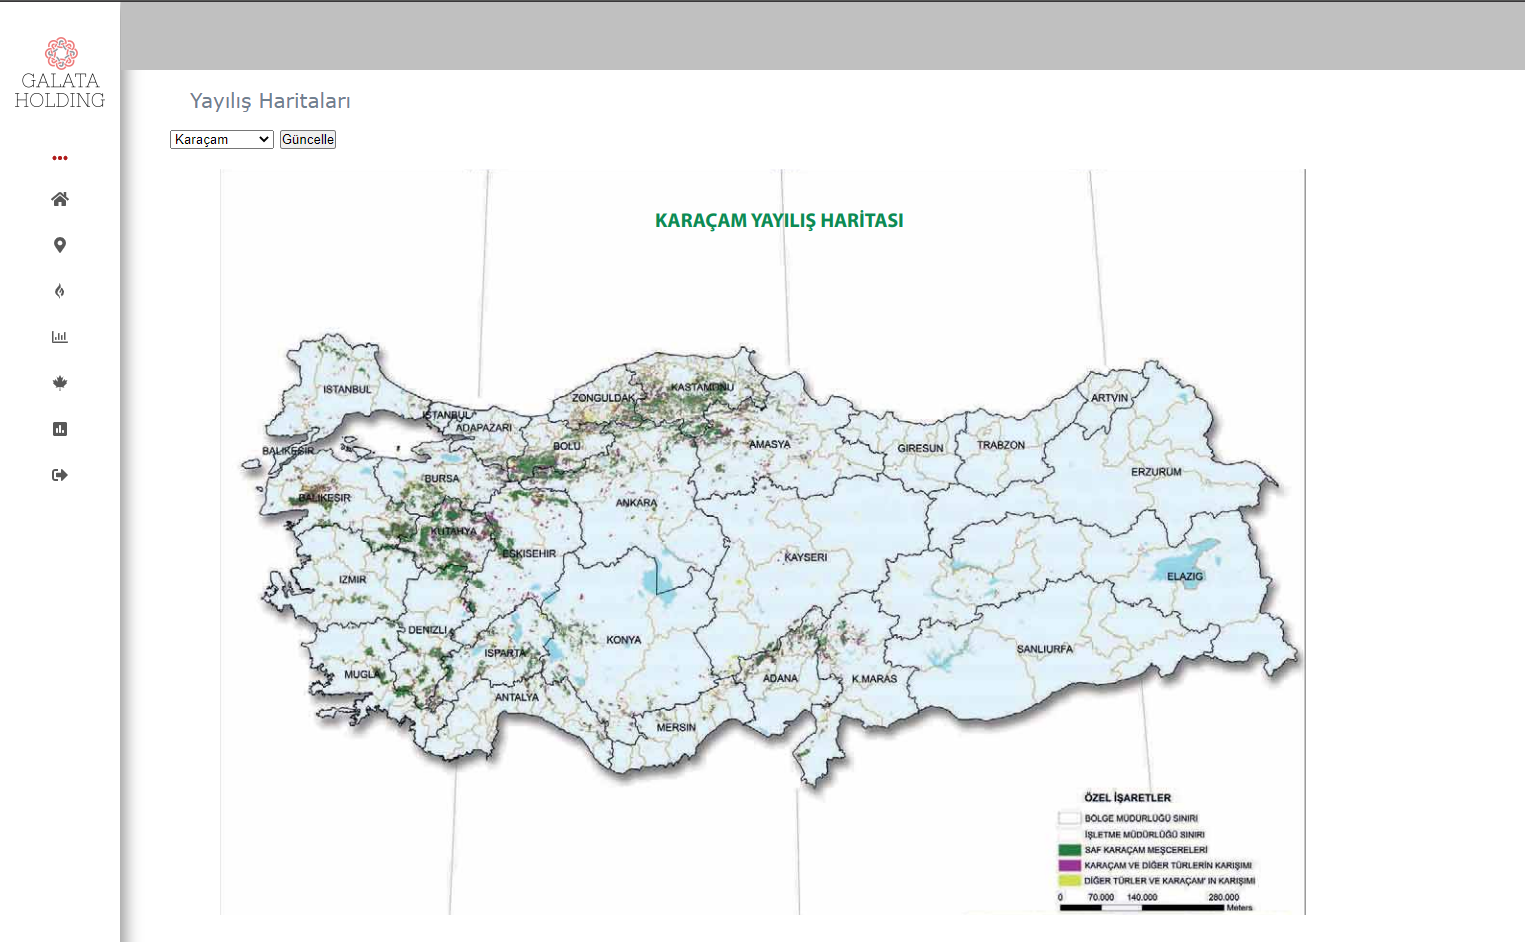 GALATA
HOLDING
Yayılış Haritaları
Karaçam
Güncelle
KARAÇAM YAYILIŞ HARİTASI
ISTANBUL
ZONGULDAK
KASTAMONU
ARTVIN
ISTANBUL
ADAPAZARI
BOLU
AMASYA
GIRESUN
TRABZON
BALIKESIR
ERZURUM
BURSA
BALIKESIR
ANKARA
KUTAHYA
ESKISEHIR
KAYSERI
IZMIR
ELAZIG
DENIZLI
KONYA
ISPARTA
SANLIURFA
MUGLA
ADANA
K.MARAS
ANTALYA
MERSIN
ÖZEL İŞARETLER
BÖLGE MÜDÜRLÜĞÜ SINIRI
İŞLETME MÜDÜRLÜĞÜ SINIRI
SAF KARAÇAM MEŞCERELERİ
KARAÇAM VE DİĞER TÜRLERİN KARIŞIMI
DİĞER TÜRLER VE KARAÇAM' IN KARIŞIMI
0 70.000 140.000 280.000
Meters